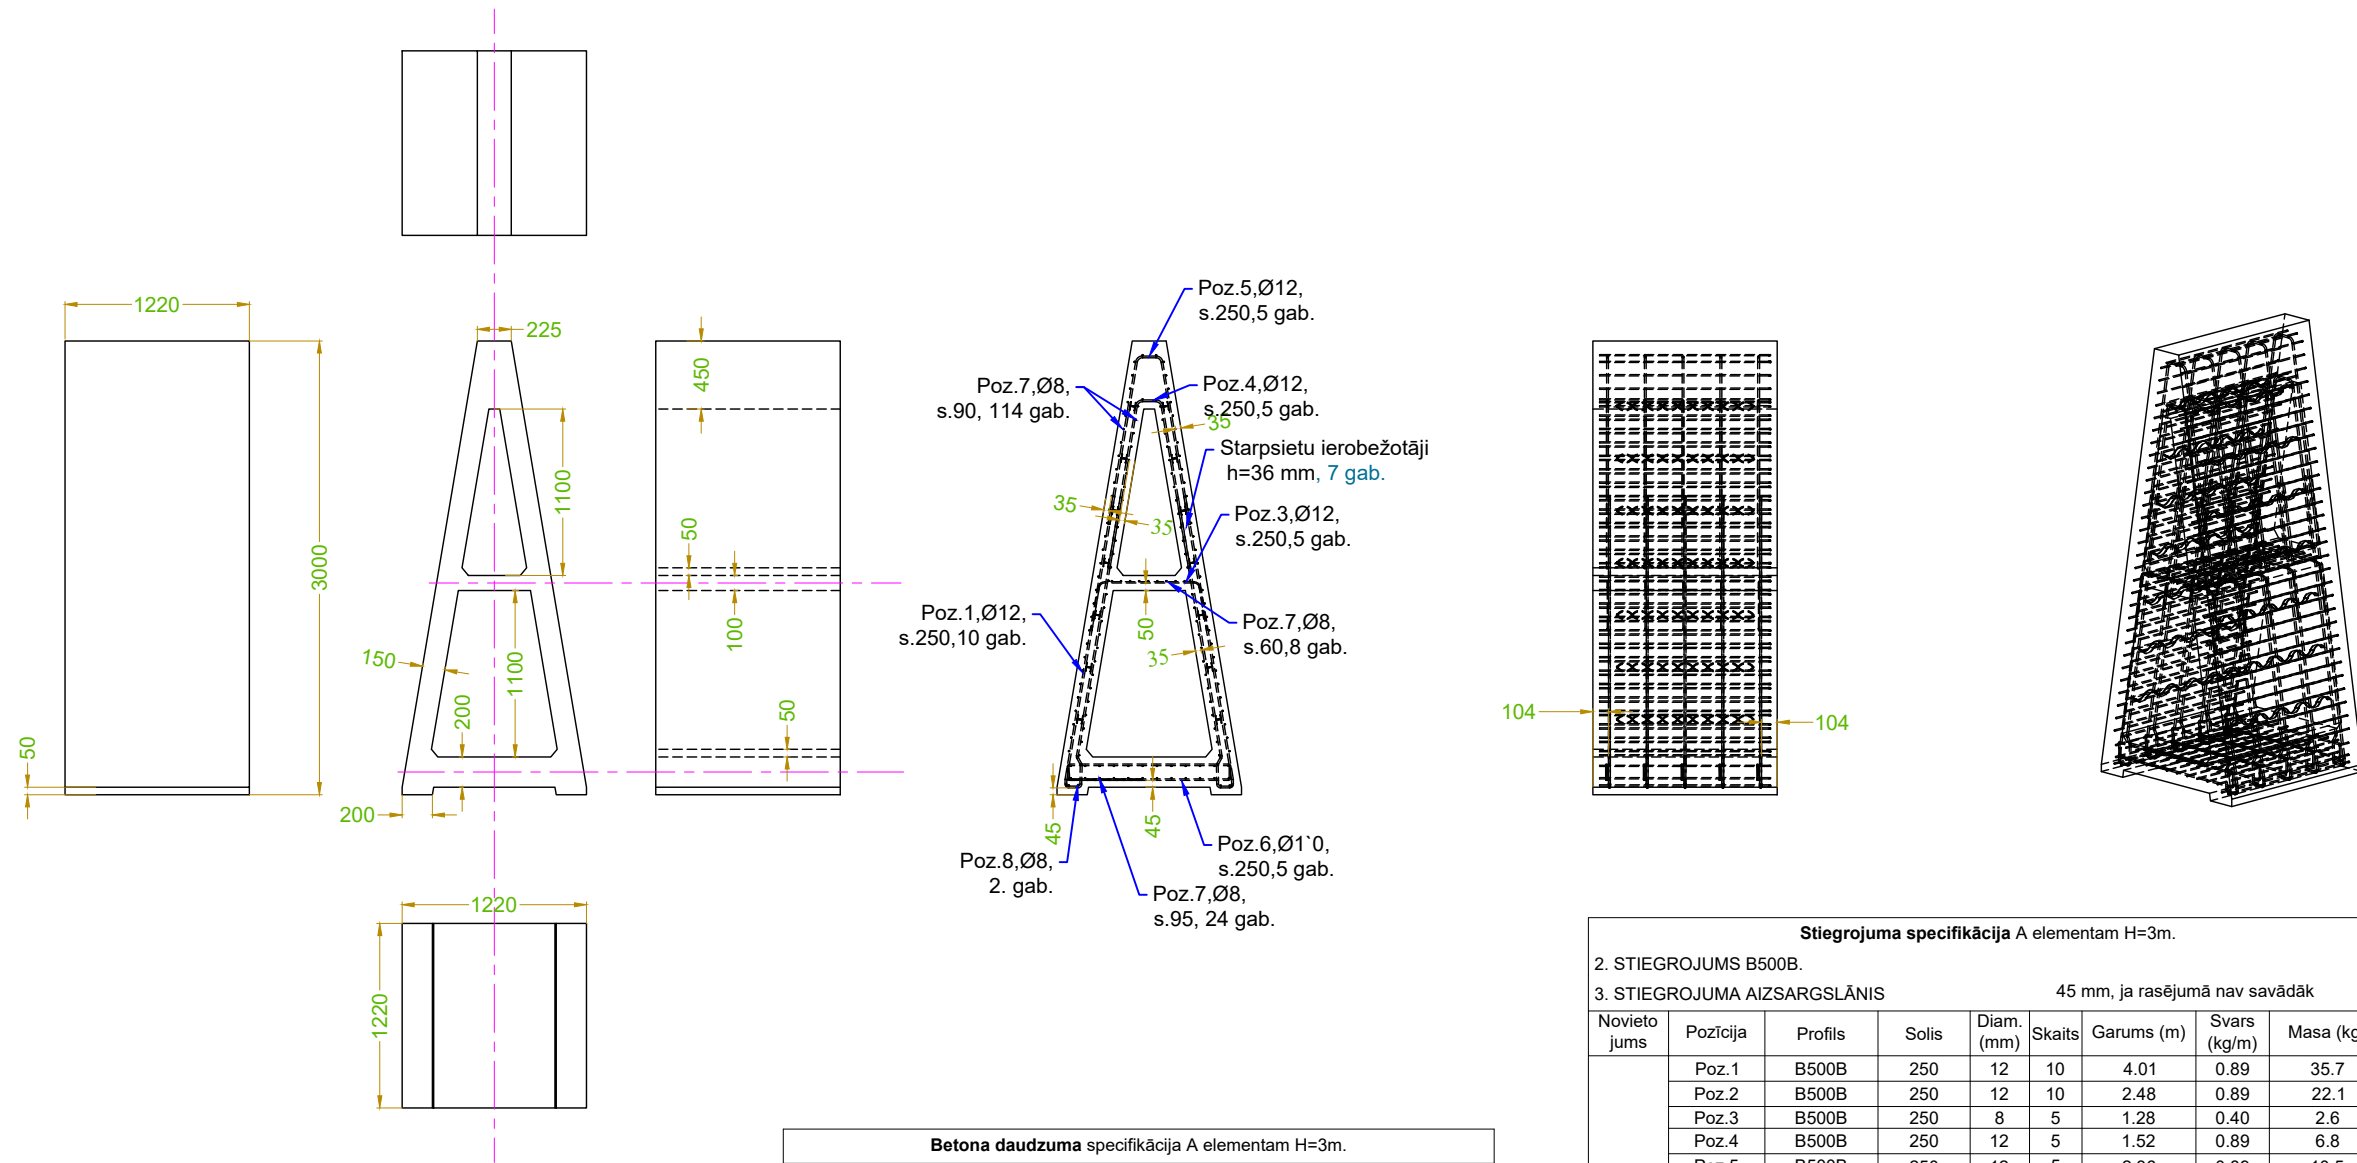 1220
225
450
3000
1100
50
50
100
150
1100
200
50
200
1220
1220
Poz.5,Ø12,
s.250,5 gab.
Poz.7,Ø8,
s.90, 114 gab.
Poz.4,Ø12,
s.250,5 gab.
35
Starpsietu ierobežotāji
h=36 mm, 7 gab.
35
35
Poz.3,Ø12,
s.250,5 gab.
Poz.1,Ø12,
s.250,10 gab.
50
35
Poz.7,Ø8,
s.60,8 gab.
45
45
Poz.6,Ø1`0,
s.250,5 gab.
Poz.8,Ø8,
2. gab.
Poz.7,Ø8,
s.95, 24 gab.
104
104
Stiegrojuma specifikācija A elementam H=3m.
2. STIEGROJUMS B500B.
3. STIEGROJUMA AIZSARGSLĀNIS 45 mm, ja rasējumā nav savādāk
Novieto jums Pozīcija Profils Solis Diam. (mm) Skaits Garums (m) Svars (kg/m) Masa (kg
Poz.1 B500B 250 12 10 4.01 0.89 35.7
Poz.2 B500B 250 12 10 2.48 0.89 22.1
Poz.3 B500B 250 8 5 1.28 0.40 2.6
Poz.4 B500B 250 12 5 1.52 0.89 6.8
Betona daudzuma specifikācija A elementam H=3m.